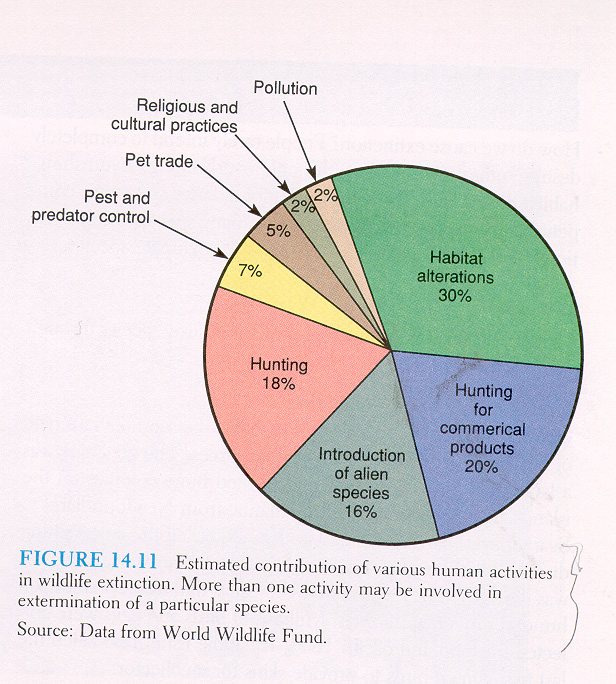 Pollution
Religious and
cultural practices
Pet trade
Pest and
predator control
2%
2%
5%
7%
Habitat
alterations
30%
Hunting
18%
Hunting
for
commerical
products
20%
Introduction
of alien
species
16%
FIGURE 14.11 Estimated contribution of various human activities
in wildlife extinction. More than one activity may be involved in
extermination of a particular species.
Source: Data from World Wildlife Fund.